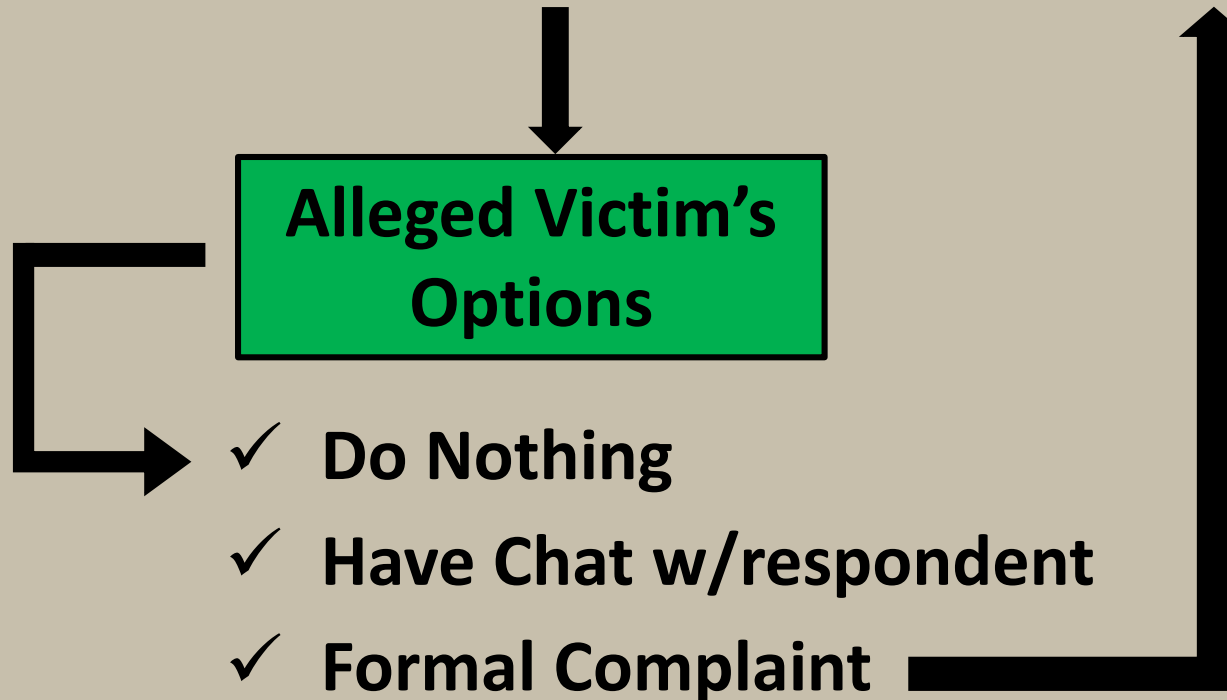 Alleged Victim’s
Options
✓ Do Nothing
✓ Have Chat w/respondent
✓ Formal Complaint